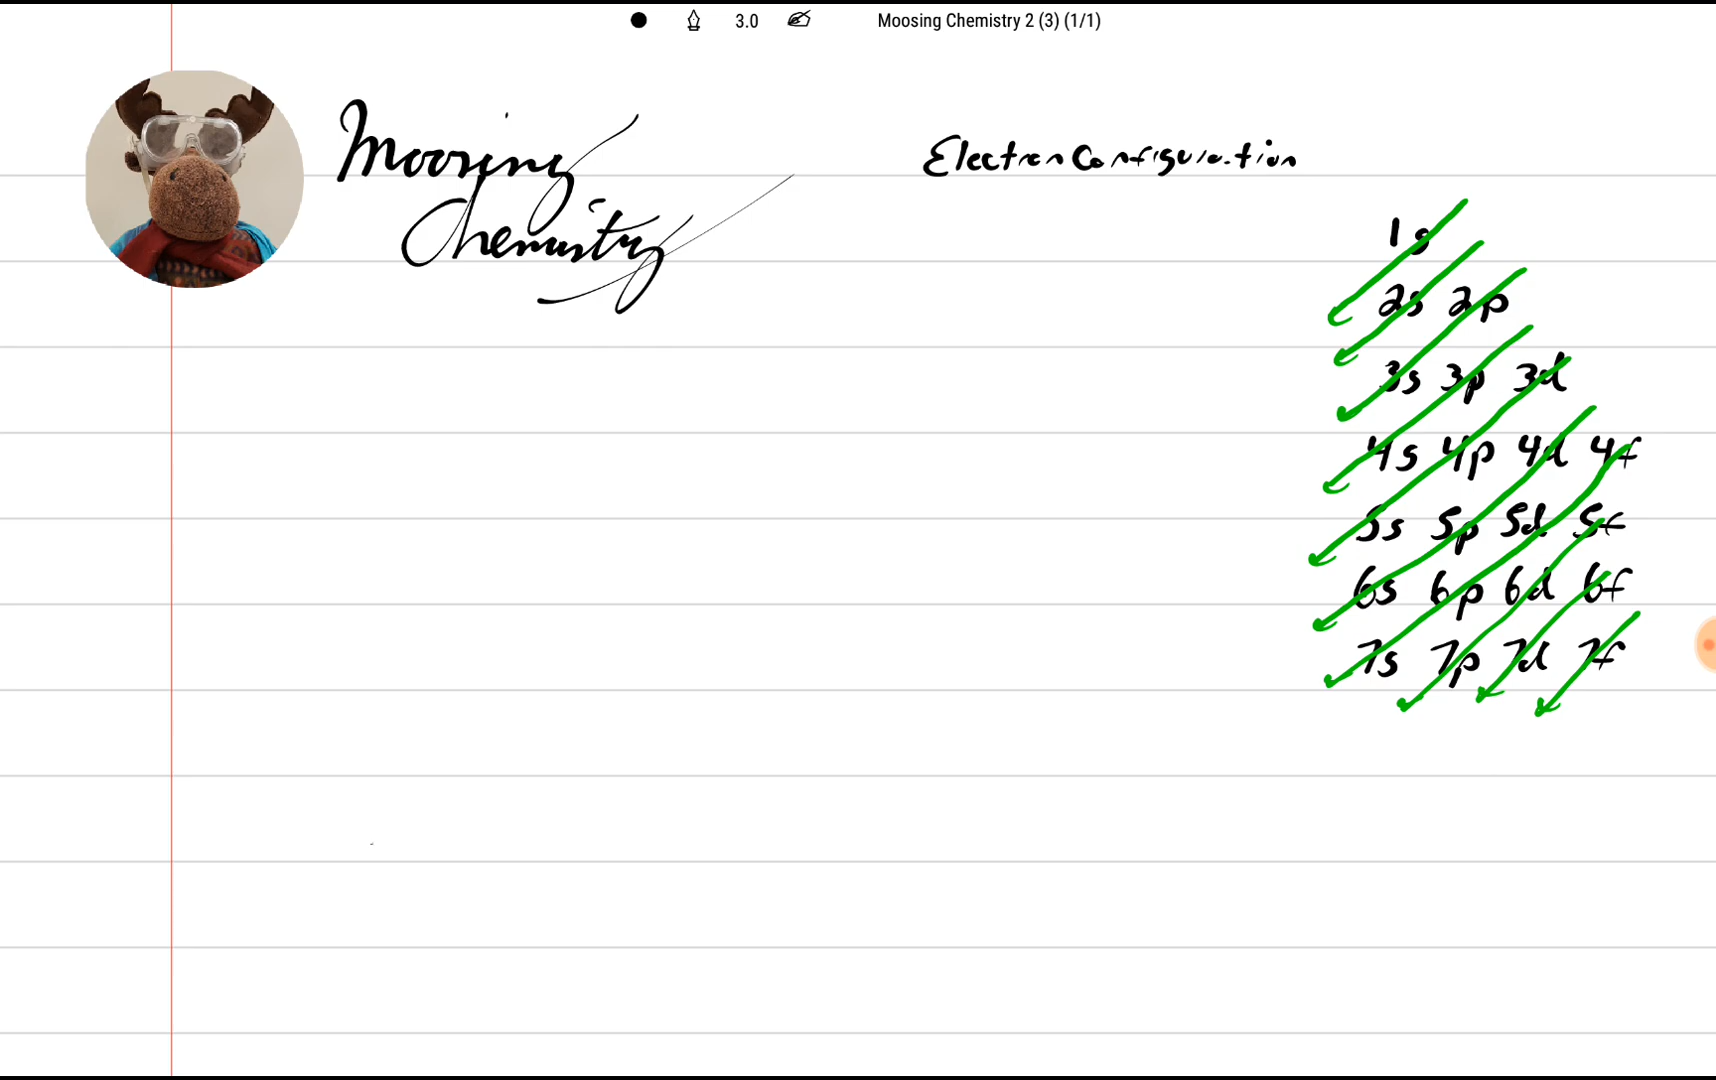 3.0 Moosing Chemistry 2 (3) (1/1)
Moosing
Chemistry
Electron Configuration
1s
2s 2p
3s 3p 3d
4s 4p 4d 4f
5s 5p 5d 5f
6s 6p 6d 6f
7s 7p 7d 7f